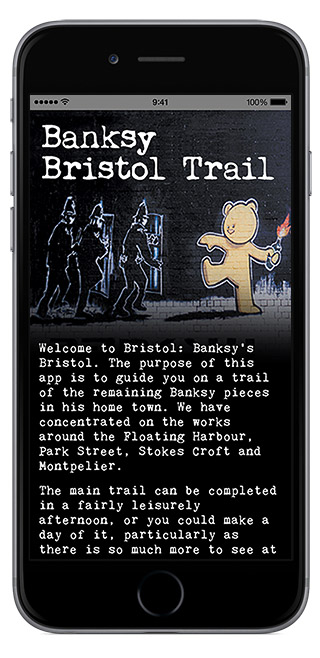 9:41
100%
Banksy
Bristol Trail
Welcome to Bristol: Banksy's
Bristol. The purpose of this
app is to guide you on a trail
of the remaining Banksy pieces
in his home town. We have
concentrated on the works
around the Floating Harbour,
Park Street, Stokes Croft and
Montpelier.
The main trail can be completed
in a fairly leisurely
afternoon, or you could make a
day of it, particularly as
there is so much more to see at